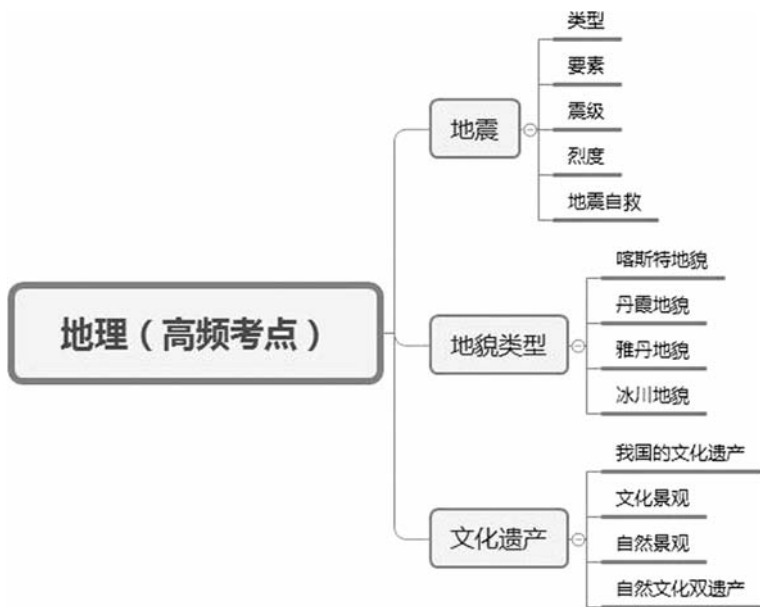 地理（高频考点）
地震
类型
要素
震级
烈度
地震自救
地貌类型
喀斯特地貌
丹霞地貌
雅丹地貌
冰川地貌
文化遗产
我国的文化遗产
文化景观
自然景观
自然文化双遗产